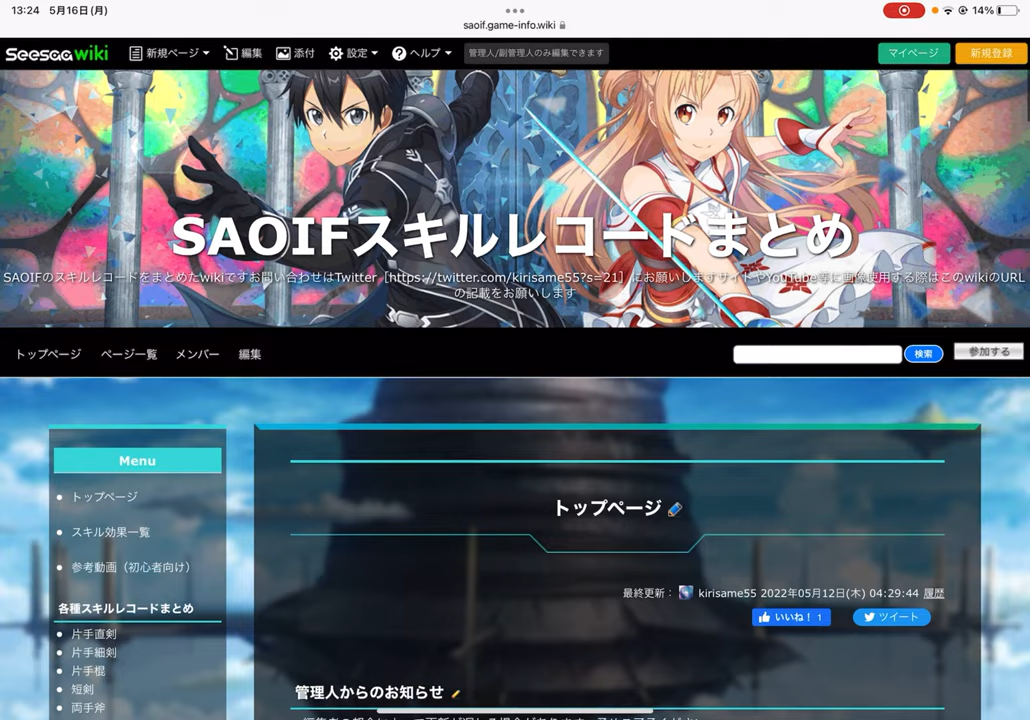 13:24 5月16日(月)
saoif.game-info.wiki
14%
Seesaawiki 新規ページ 編集 添付 設定 ヘルプ 管理人/副管理人のみ編集できます マイページ 新規登録
SAOIFスキルレコードまとめ
SAOIFのスキルレコードをまとめたwikiですお問い合わせはTwitter［https://twitter.com/kirisame55?s=21］にお願いしますサイトやYouTube等に画像使用する際はこのwikiのURL
の記載をお願いします
トップページ ページ一覧 メンバー 編集 検索 参加する
Menu
トップページ
スキル効果一覧
参考動画（初心者向け）
各種スキルレコードまとめ
片手直剣
片手細剣
片手棍
短剣
両手斧
トップページ
最終更新： kirisame55 2022年05月12日(木) 04:29:44 履歴
いいね！ 1 ツイート
管理人からのお知らせ